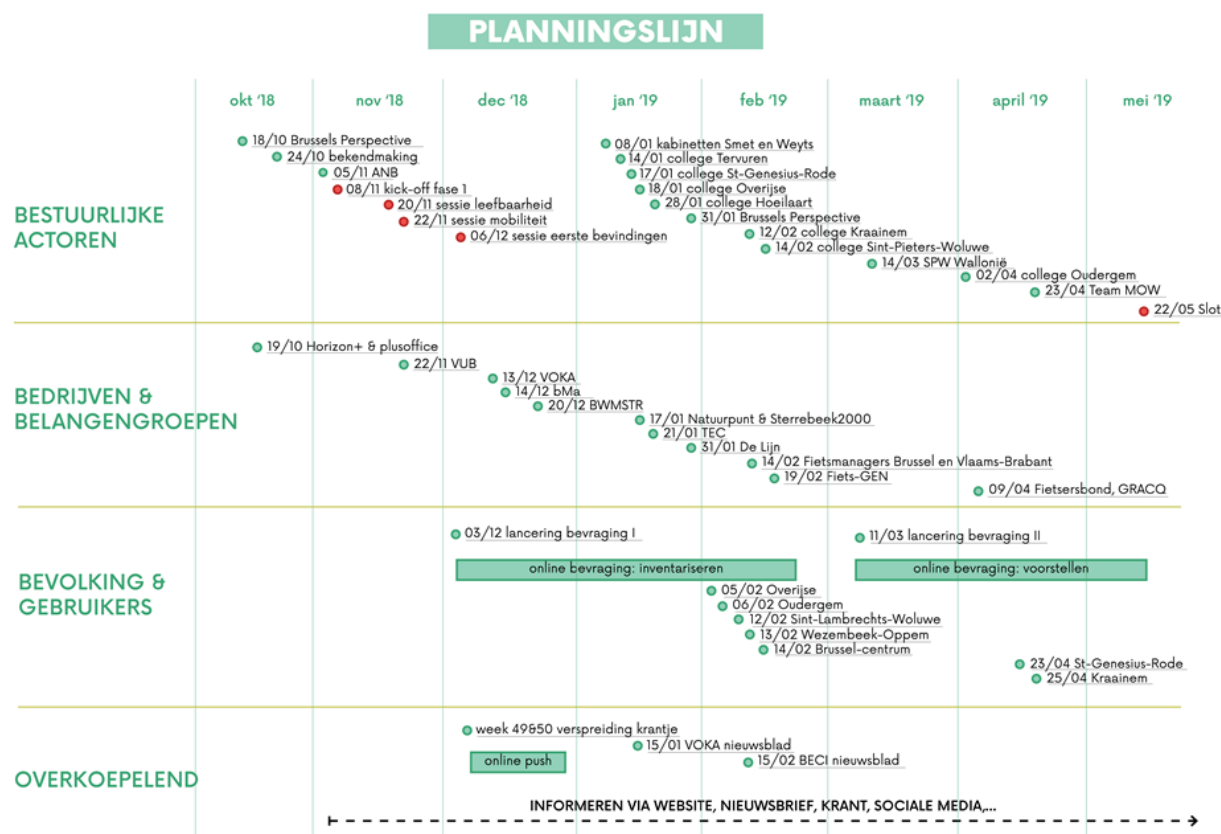 PLANNINGSLIJN
okt '18
nov '18
dec '18
jan '19
feb '19
maart '19
april '19
mei '19
BESTUURLIJKE
ACTOREN
18/10 Brussels Perspective
24/10 bekendmaking
05/11 ANB
08/11 kick-off fase 1
20/11 sessie leefbaarheid
22/11 sessie mobiliteit
06/12 sessie eerste bevindingen
08/01 kabinetten Smet en Weyts
14/01 college Tervuren
17/01 college St-Genesius-Rode
18/01 college Overijse
28/01 college Hoeilaart
31/01 Brussels Perspective
12/02 college Kraainem
14/02 college Sint-Pieters-Woluwe
14/03 SPW Wallonië
02/04 college Oudergem
23/04 Team MOW
22/05 Slot
BEDRIJVEN &
BELANGENGROEPEN
19/10 Horizon+ & plusoffice
22/11 VUB
13/12 VOKA
14/12 bMa
20/12 BWMSTR
17/01 Natuurpunt & Sterrebeek2000
21/01 TEC
31/01 De Lijn
14/02 Fietsmanagers Brussel en Vlaams-Brabant
19/02 Fiets-GEN
09/04 Fietsersbond, GRACQ
BEVOLKING &
GEBRUIKERS
03/12 lancering bevraging I
11/03 lancering bevraging II
online bevraging: inventariseren
online bevraging: voorstellen
05/02 Overijse
06/02 Oudergem
12/02 Sint-Lambrechts-Woluwe
13/02 Wezembeek-Oppem
14/02 Brussel-centrum
23/04 St-Genesius-Rode
25/04 Kraainem
OVERKOEPELEND
week 49&50 verspreiding krantje
15/01 VOKA nieuwsblad
online push
15/02 BECI nieuwsblad
INFORMEREN VIA WEBSITE, NIEUWSBRIEF, KRANT, SOCIALE MEDIA,...